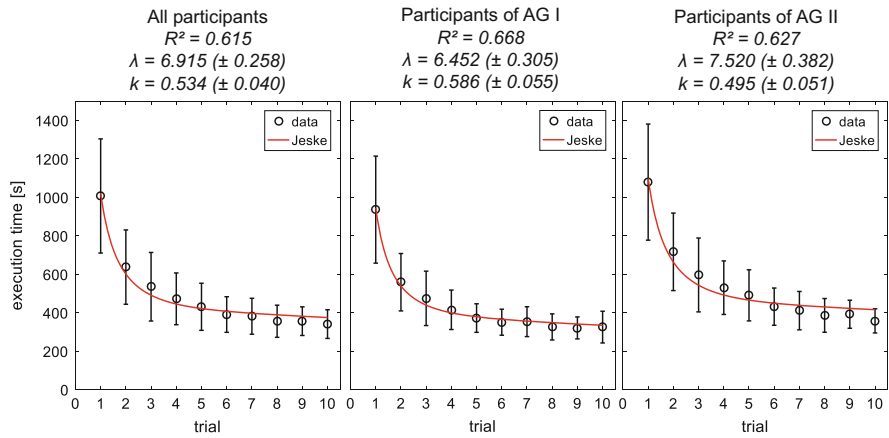 All participants
R² = 0.615
λ = 6.915 (± 0.258)
k = 0.534 (± 0.040)
Participants of AG I
R² = 0.668
λ = 6.452 (± 0.305)
k = 0.586 (± 0.055)
Participants of AG II
R² = 0.627
λ = 7.520 (± 0.382)
k = 0.495 (± 0.051)
execution time [s]
1400
1200
1000
800
600
400
200
0
data
Jeske
0 1 2 3 4 5 6 7 8 9 10
trial
data
Jeske
0 1 2 3 4 5 6 7 8 9 10
trial
data
Jeske
0 1 2 3 4 5 6 7 8 9 10
trial